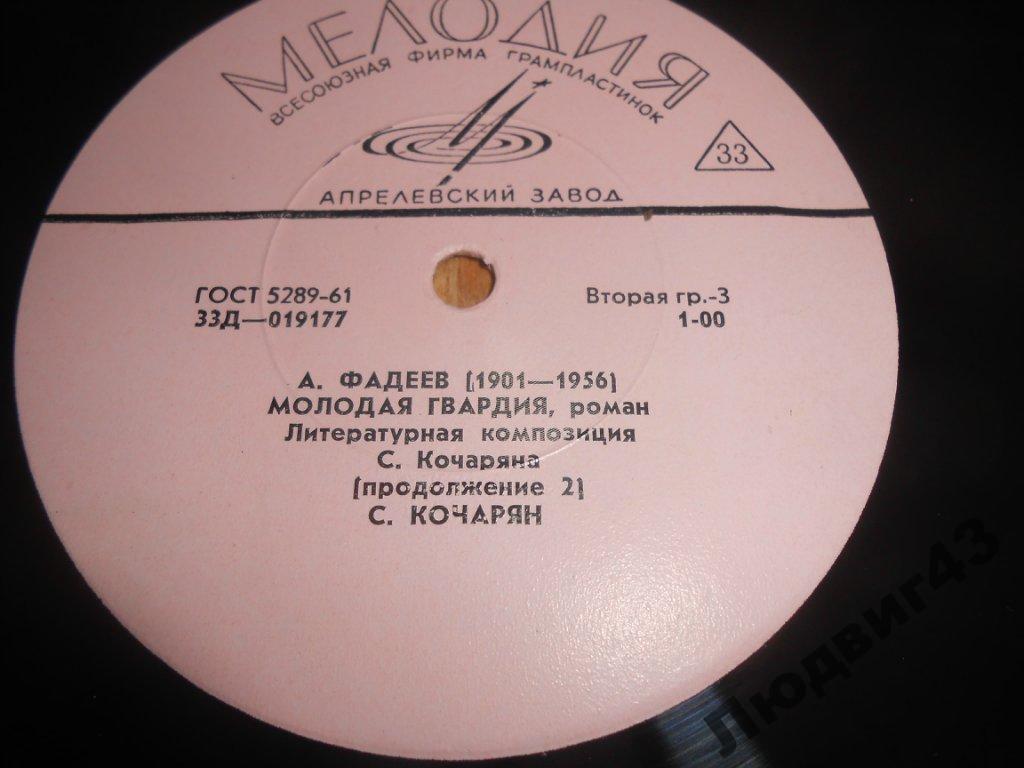 МЕЛОДИЯ
ВСЕСОЮЗНАЯ ФИРМА ГРАМПЛАСТИНОК
33
АПРЕЛЕВСКИЙ ЗАВОД
ГОСТ 5289-61
33Д—019177
Вторая гр.-3
1-00
А. ФАДЕЕВ (1901—1956)
МОЛОДАЯ ГВАРДИЯ, роман
Литературная композиция
С. Кочаряна
(продолжение 2)
С. КОЧАРЯН
Людвиг43